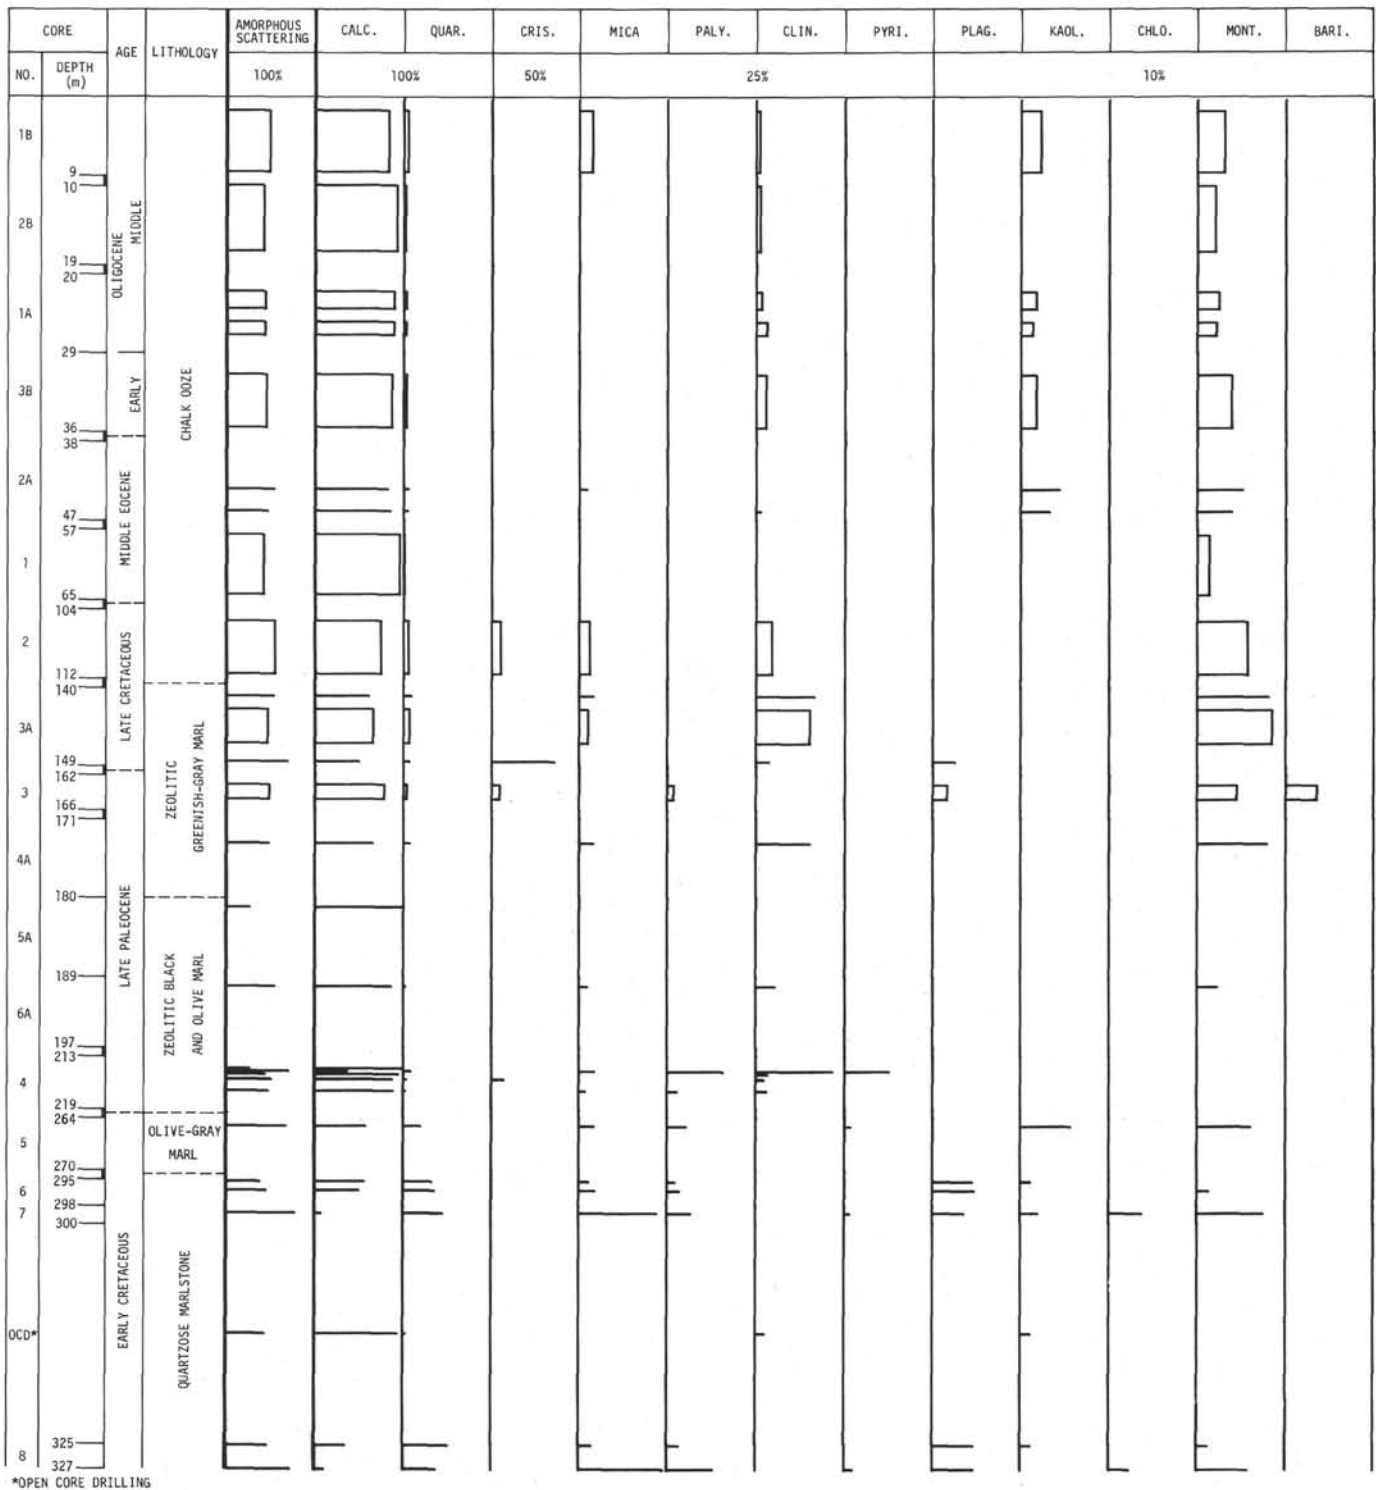 CORE
NO.
DEPTH
(m)
AGE
LITHOLOGY
AMORPHOUS
SCATTERING
CALC.
QUAR.
CRIS.
MICA
PALY.
CLIN.
PYRI.
PLAG.
KAOL.
CHLO.
MONT.
BARI.
100%
100%
50%
25%
10%
1B
9
10
2B
19
20
1A
29
3B
36
38
2A
47
57
1
65
104
2
112
140
3A
149
162
3
166
171
4A
180
5A
189
6A
197
213
4
219
264
5
270
295
6
298
7
300
OCD*
325
8
327
OLIGOCENE
MIDDLE
EARLY
MIDDLE EOCENE
LATE CRETACEOUS
LATE PALEOCENE
EARLY CRETACEOUS
CHALK OOZE
ZEOLITIC
GREENISH-GRAY MARL
ZEOLITIC BLACK
AND OLIVE MARL
OLIVE-GRAY
MARL
QUARTZOSE MARLSTONE
*OPEN CORE DRILLING